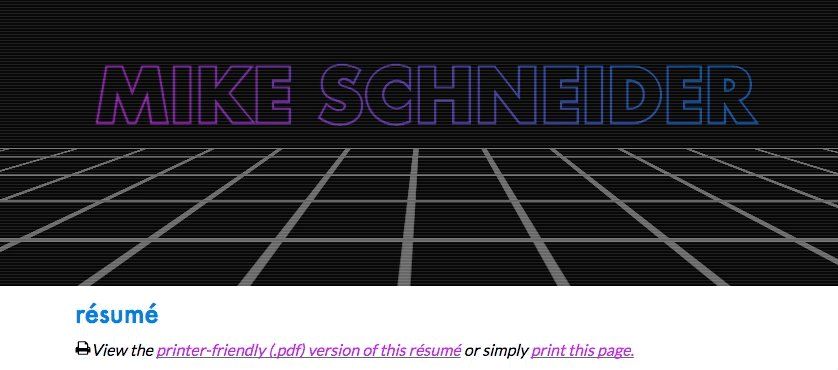 MIKE SCHNEIDER
résumé
View the printer-friendly (.pdf) version of this résumé or simply print this page.